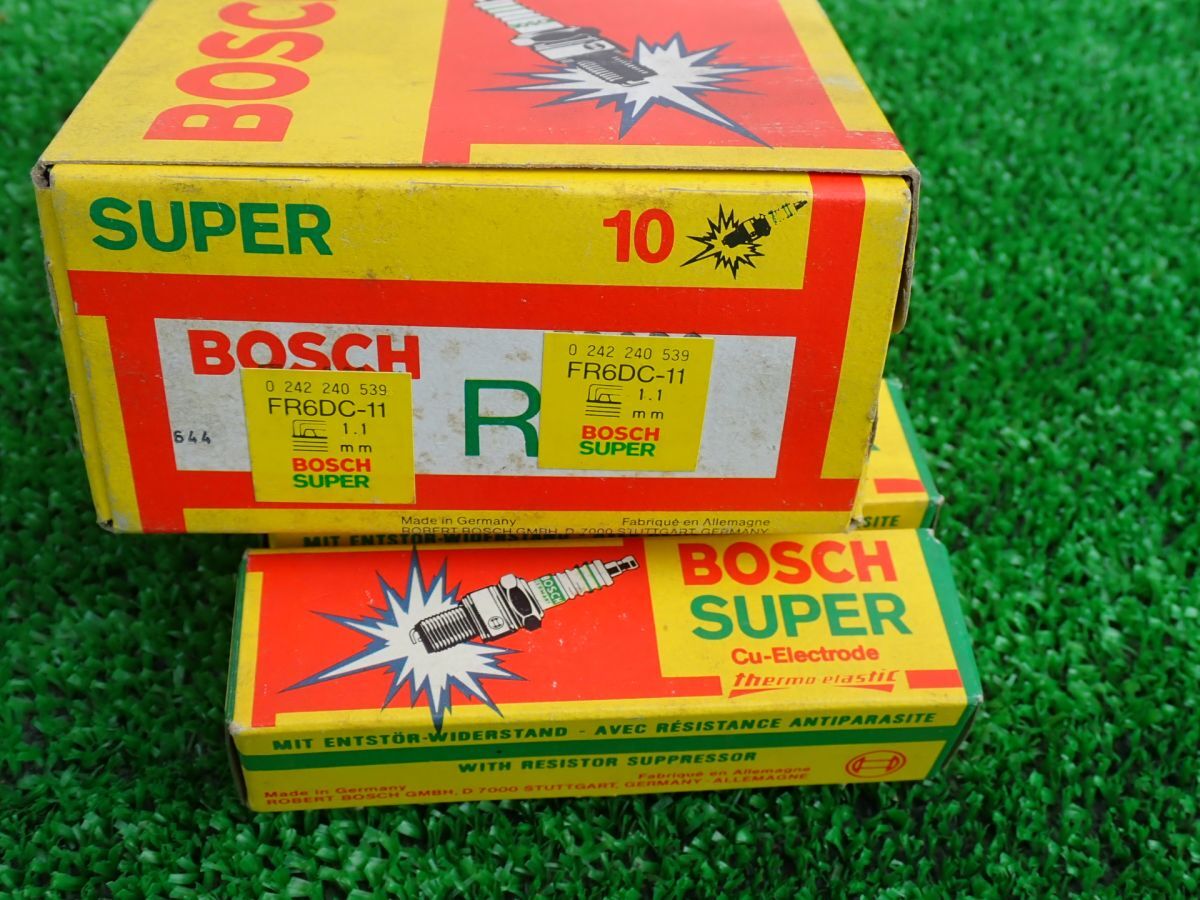 BOSC
SUPER
10
BOSCH
R
644
0 242 240 539
FR6DC-11
1.1
mm
BOSCH
SUPER
0 242 240 539
FR6DC-11
1.1
mm
BOSCH
SUPER
Made in Germany Fabriqué en Allemagne
ROBERT BOSCH GMBH, D 7000 STUTTGART, GERMANY
MIT ENTSTÖR-WIDERSTAND
ASITE
BOSCH
BOSCH
SUPER
Cu-Electrode
thermo elastic
MIT ENTSTÖR-WIDERSTAND - AVEC RÉSISTANCE ANTIPARASITE
WITH RESISTOR SUPPRESSOR
Made in Germany Fabriqué en Allemagne
ROBERT BOSCH GMBH, D 7000 STUTTGART, GERMANY-ALLEMAGNE